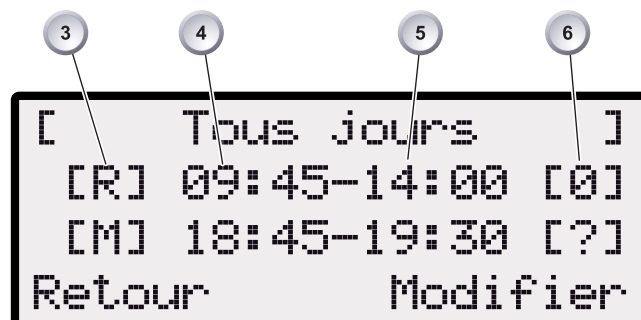 3 4 5 6
[ Tous jours ]
[R] 09:45-14:00 [0]
[M] 18:45-19:30 [?]
Retour Modifier